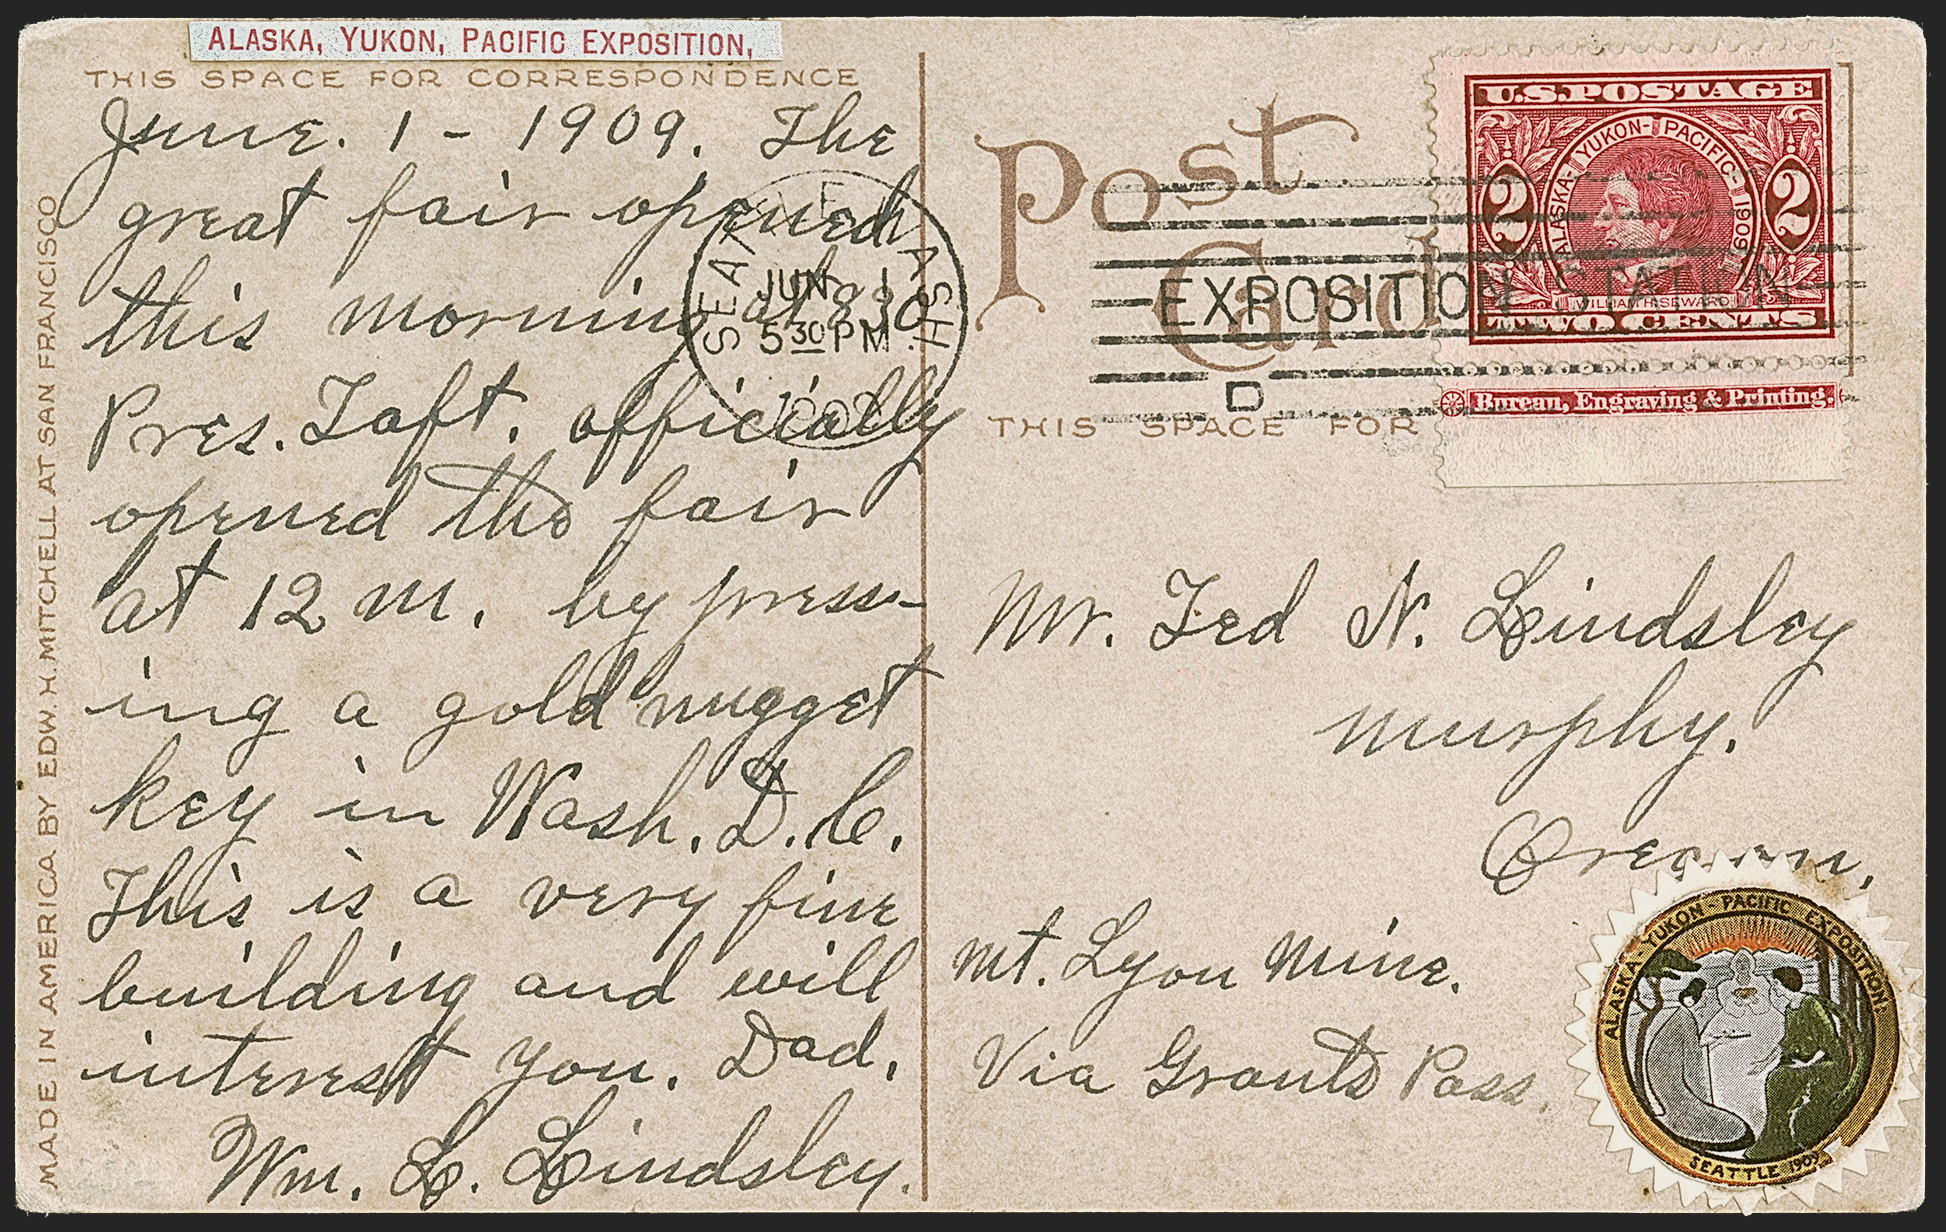 ALASKA, YUKON, PACIFIC EXPOSITION,
THIS SPACE FOR CORRESPONDENCE
June. 1 - 1909. The
great fair opened
this morning at 8 30
Pres. Taft. officially
opened the fair
at 12 M. by press-
ing a gold nugget
key in Wash. D.C.
This is a very fine
building and will
interest you. Dad.
Wm. L. Lindsley.
MADE IN AMERICA BY EDW. H. MITCHELL AT SAN FRANCISCO
SEATTLE WASH.
JUN 1
5 30 PM
1909
EXPOSITION STATION
D
Post
Card
THIS SPACE FOR
U.S. POSTAGE
ALASKA-YUKON-PACIFIC-1909
2 2
WILLIAM H. SEWARD
TWO CENTS
Bureau, Engraving & Printing.
Mr. Ted N. Lindsley
Murphy.
Oregon.
Mt. Lyon Mine.
Via Grants Pass.
ALASKA YUKON-PACIFIC EXPOSITION
SEATTLE 1909